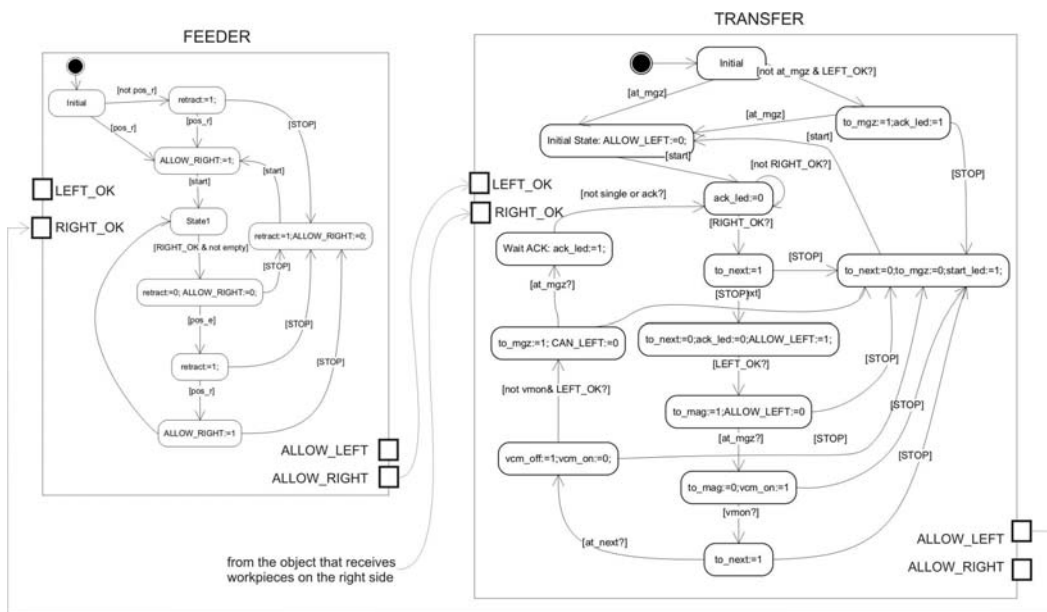 FEEDER
Initial
[not pos_r]
retract:=1;
[pos_r]
[pos_r]
[STOP]
ALLOW_RIGHT:=1;
[start]
[start]
State1
LEFT_OK
RIGHT_OK
retract:=1;ALLOW_RIGHT:=0;
[RIGHT_OK & not empty]
[STOP]
retract:=0; ALLOW_RIGHT:=0;
[pos_e]
[STOP]
retract:=1;
[STOP]
[pos_r]
ALLOW_RIGHT:=1
ALLOW_LEFT
ALLOW_RIGHT
from the object that receives
workpieces on the right side
TRANSFER
Initial
[not at_mgz & LEFT_OK?]
[at_mgz]
[at_mgz]
to_mgz:=1;ack_led:=1
Initial State: ALLOW_LEFT:=0;
[start]
[start]
[STOP]
[not RIGHT_OK?]
LEFT_OK
RIGHT_OK
[not single or ack?]
ack_led:=0
[RIGHT_OK?]
Wait ACK: ack_led:=1;
to_next:=1
[STOP]
to_next:=0;to_mgz:=0;start_led:=1;
[at_mgz?]
[STOP]
to_mgz:=1; CAN_LEFT:=0
to_next:=0;ack_led:=0;ALLOW_LEFT:=1;
[LEFT_OK?]
[STOP]
[not vmon& LEFT_OK?]
to_mag:=1;ALLOW_LEFT:=0
[STOP]
[at_mgz?]
[STOP]
vcm_off:=1;vcm_on:=0;
[STOP]
to_mag:=0;vcm_on:=1
[vmon?]
[at_next?]
to_next:=1
ALLOW_LEFT
ALLOW_RIGHT